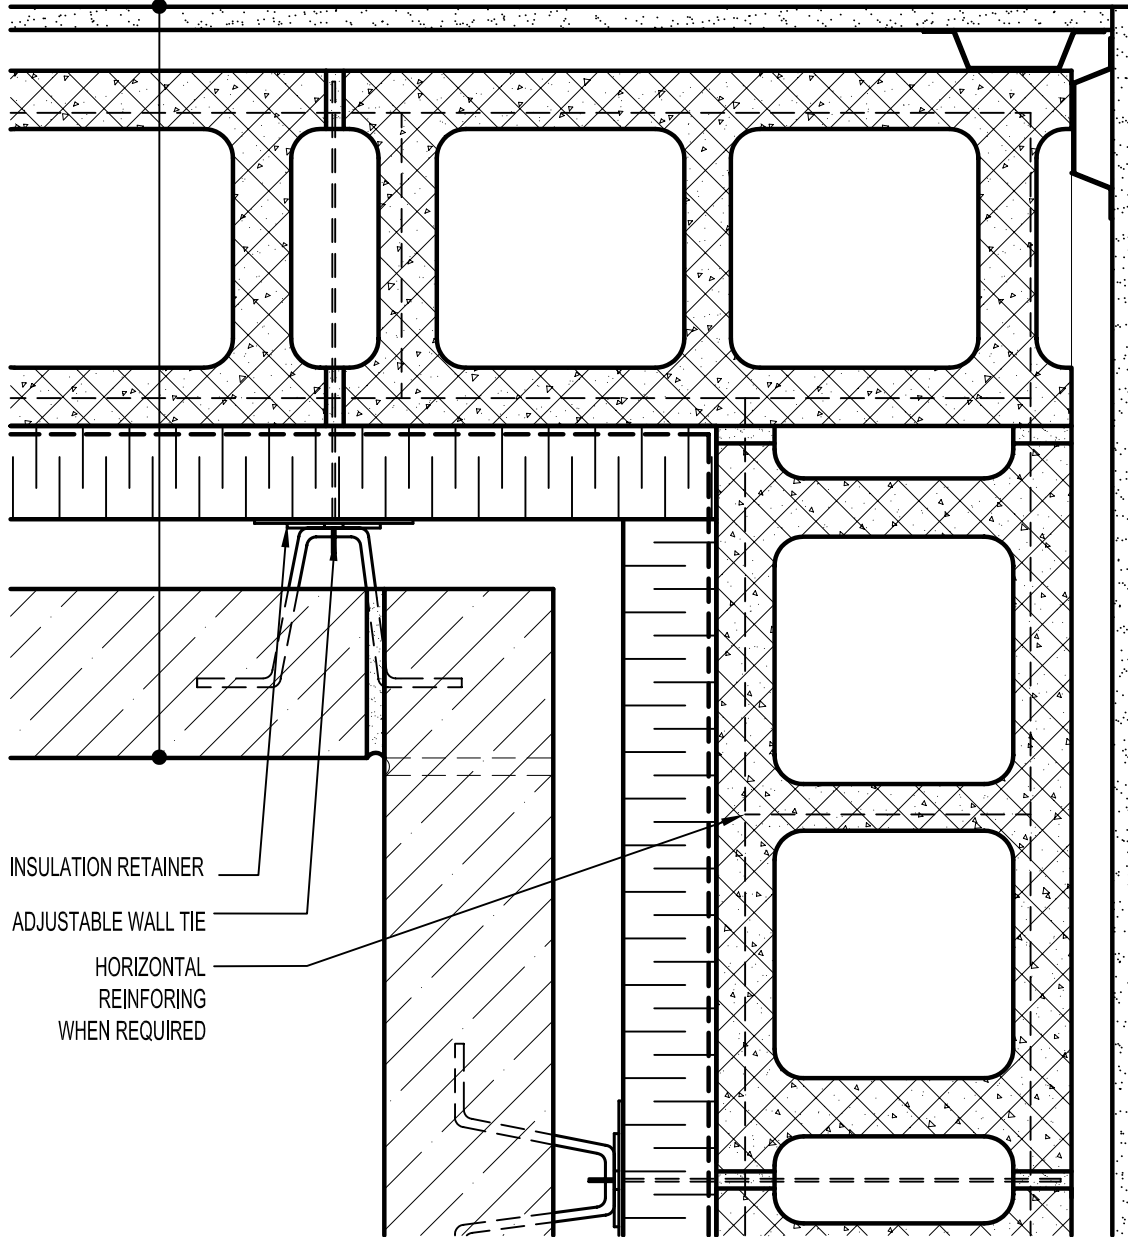 INSULATION RETAINER
ADJUSTABLE WALL TIE
HORIZONTAL
REINFORING
WHEN REQUIRED